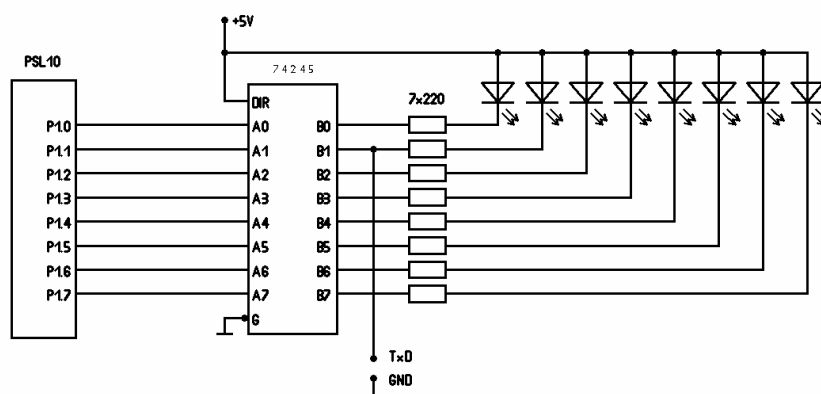 +5V
PSL10
74245
7x220
DIR
P1.0 A0 B0
P1.1 A1 B1
P1.2 A2 B2
P1.3 A3 B3
P1.4 A4 B4
P1.5 A5 B5
P1.6 A6 B6
P1.7 A7 B7
G
TxD
GND